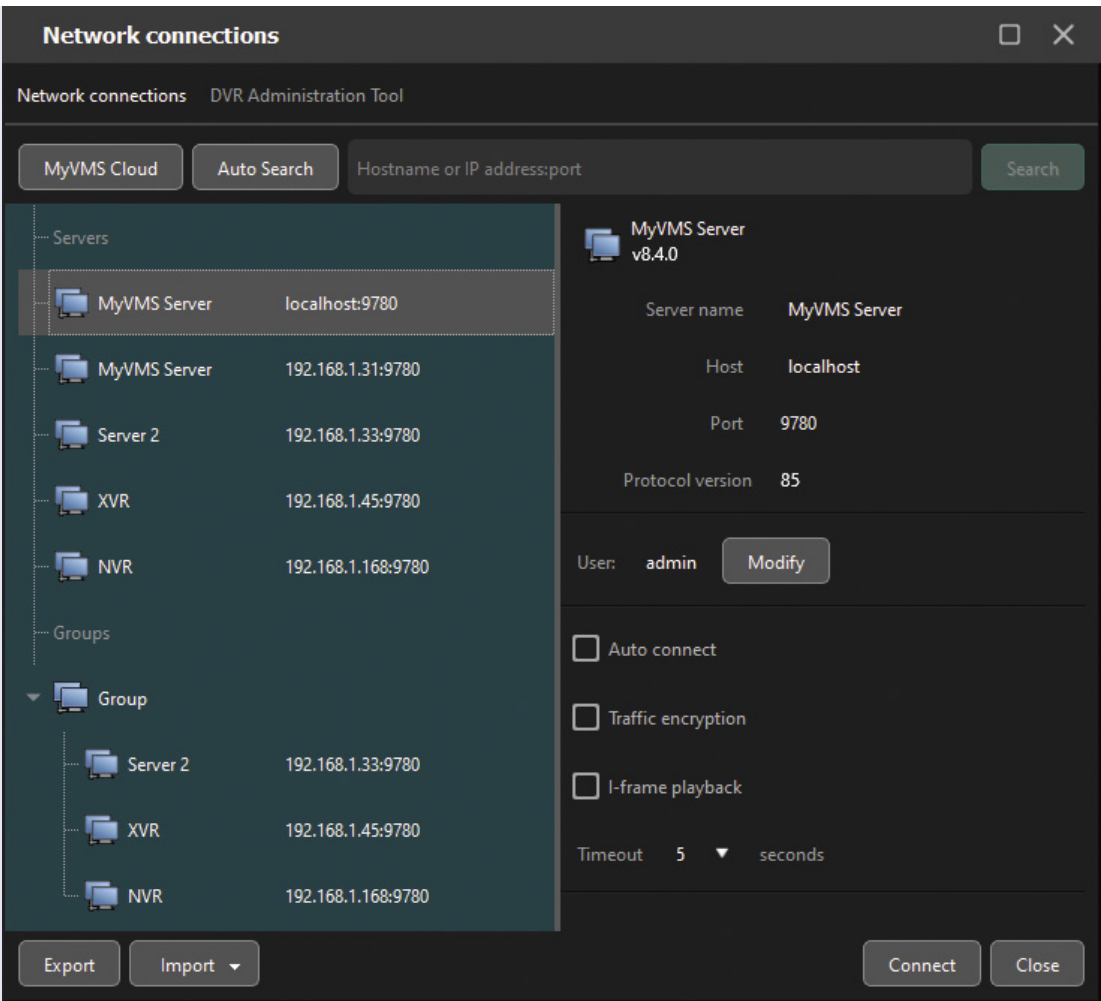 Network connections
Network connections DVR Administration Tool
MyVMS Cloud Auto Search Hostname or IP address:port Search
Servers
MyVMS Server localhost:9780
MyVMS Server 192.168.1.31:9780
Server 2 192.168.1.33:9780
XVR 192.168.1.45:9780
NVR 192.168.1.168:9780
Groups
Group
Server 2 192.168.1.33:9780
XVR 192.168.1.45:9780
NVR 192.168.1.168:9780
MyVMS Server
v8.4.0
Server name MyVMS Server
Host localhost
Port 9780
Protocol version 85
User: admin Modify
Auto connect
Traffic encryption
I-frame playback
Timeout 5 seconds
Export Import Connect Close